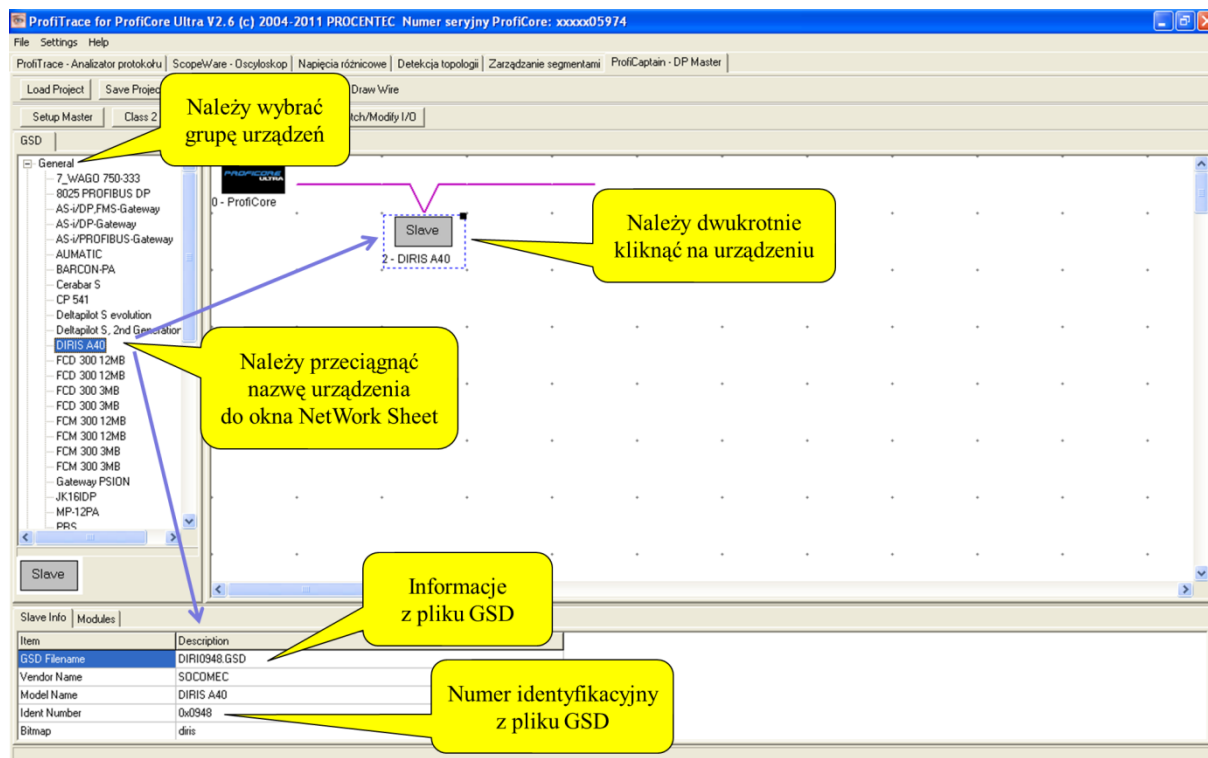 ProfiTrace for ProfiCore Ultra V2.6 (c) 2004-2011 PROCENTEC Numer seryjny ProfiCore: xxxxx05974
File Settings Help
ProfiTrace - Analizator protokołu ScopeWare - Oscyloskop Napięcia różnicowe Detekcja topologii Zarządzanie segmentami ProfiCaptain - DP Master
Load Project Save Projec Draw Wire
Setup Master Class 2 tch/Modify I/O
Należy wybrać
grupę urządzeń
GSD
General
7_WAGO 750-333
8025 PROFIBUS DP
AS-i/DP,FMS-Gateway
AS-i/DP-Gateway
AS-i/PROFIBUS-Gateway
AUMATIC
BARCON-PA
Cerabar S
CP 541
Deltapilot S evolution
Deltapilot S, 2nd Generation
DIRIS A40
FCD 300 12MB
FCD 300 12MB
FCD 300 3MB
FCD 300 3MB
FCM 300 12MB
FCM 300 12MB
FCM 300 3MB
FCM 300 3MB
Gateway PSION
JK16IDP
MP-12PA
PBS
Slave
PROFICORE
ULTRA
0 - ProfiCore
Slave
2 - DIRIS A40
Należy dwukrotnie
kliknąć na urządzeniu
Należy przeciągnąć
nazwę urządzenia
do okna NetWork Sheet
Informacje
z pliku GSD
Slave Info Modules
Item Description
GSD Filename DIRI0948.GSD
Vendor Name SOCOMEC
Model Name DIRIS A40
Ident Number 0x0948
Bitmap diris
Numer identyfikacyjny
z pliku GSD